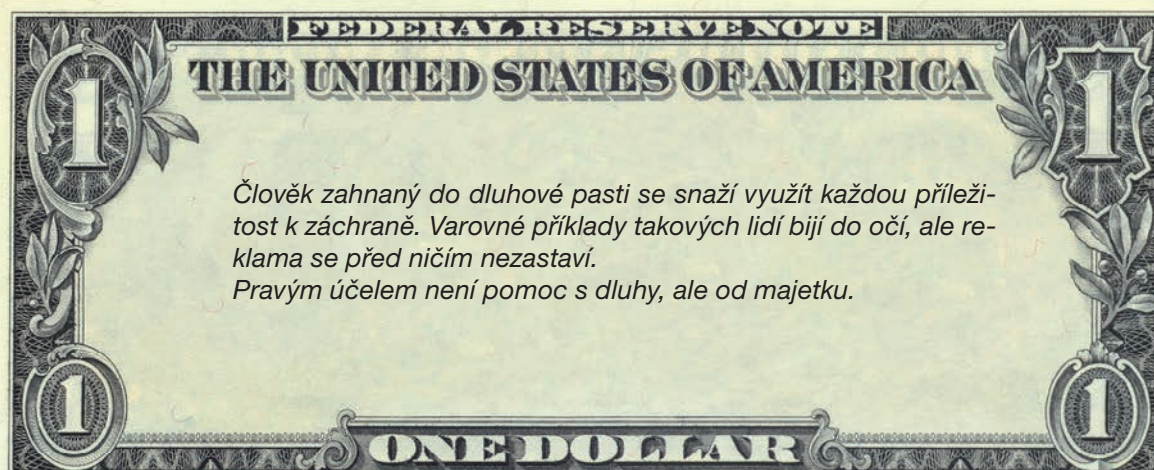 FEDERAL RESERVE NOTE
THE UNITED STATES OF AMERICA
1 1
Člověk zahnaný do dluhové pasti se snaží využít každou příleži-
tost k záchraně. Varovné příklady takových lidí bijí do očí, ale re-
klama se před ničím nezastaví.
Pravým účelem není pomoc s dluhy, ale od majetku.
1 1
ONE DOLLAR